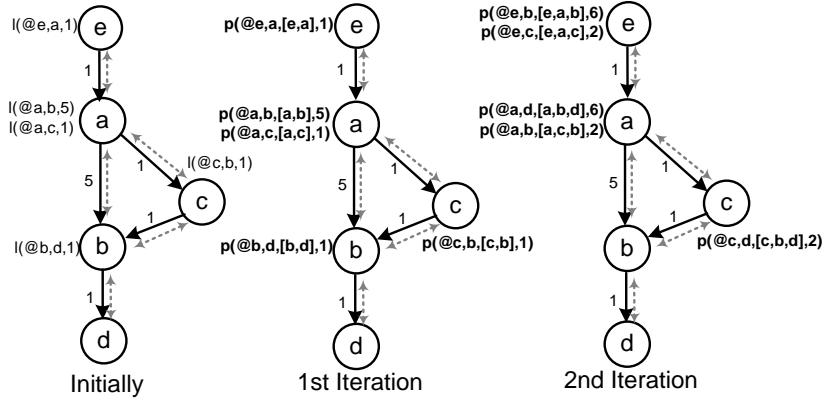 l(@e,a,1)
e
1
l(@a,b,5)
l(@a,c,1)
a
l(@c,b,1)
5
1
c
1
l(@b,d,1)
b
1
d
Initially
p(@e,a,[e,a],1)
e
1
p(@a,b,[a,b],5)
p(@a,c,[a,c],1)
a
5
1
c
1
p(@b,d,[b,d],1)
b
p(@c,b,[c,b],1)
1
d
1st Iteration
p(@e,b,[e,a,b],6)
p(@e,c,[e,a,c],2)
e
1
p(@a,d,[a,b,d],6)
p(@a,b,[a,c,b],2)
a
5
1
c
1
b
p(@c,d,[c,b,d],2)
1
d
2nd Iteration